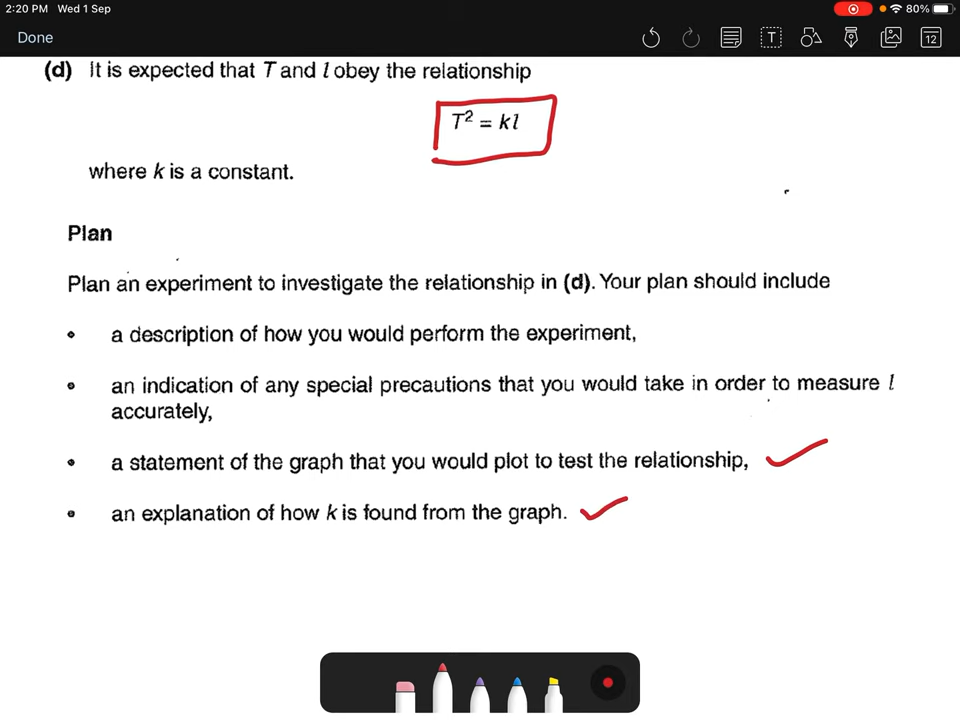 2:20 PM Wed 1 Sep 80%
Done T 12
(d) It is expected that T and l obey the relationship
T² = kl
where k is a constant.
Plan
Plan an experiment to investigate the relationship in (d). Your plan should include
• a description of how you would perform the experiment,
• an indication of any special precautions that you would take in order to measure l
accurately,
• a statement of the graph that you would plot to test the relationship,
• an explanation of how k is found from the graph.